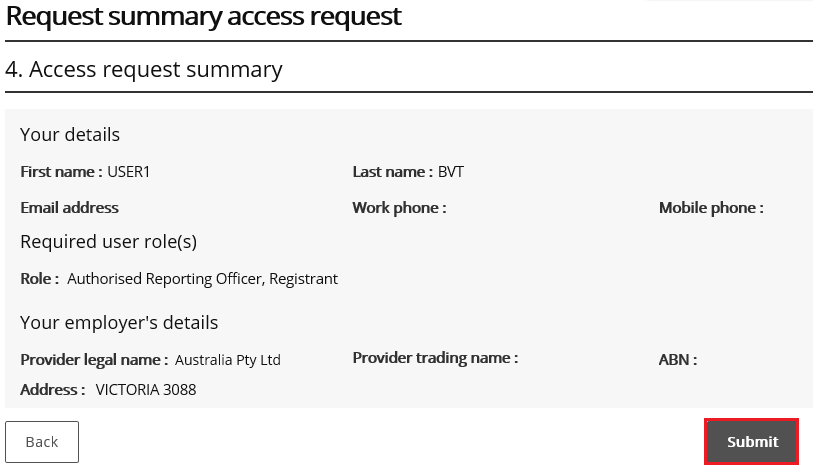 Request summary access request
4. Access request summary
Your details
First name : USER1 Last name : BVT
Email address Work phone : Mobile phone :
Required user role(s)
Role : Authorised Reporting Officer, Registrant
Your employer's details
Provider legal name : Australia Pty Ltd Provider trading name : ABN :
Address : VICTORIA 3088
Back Submit